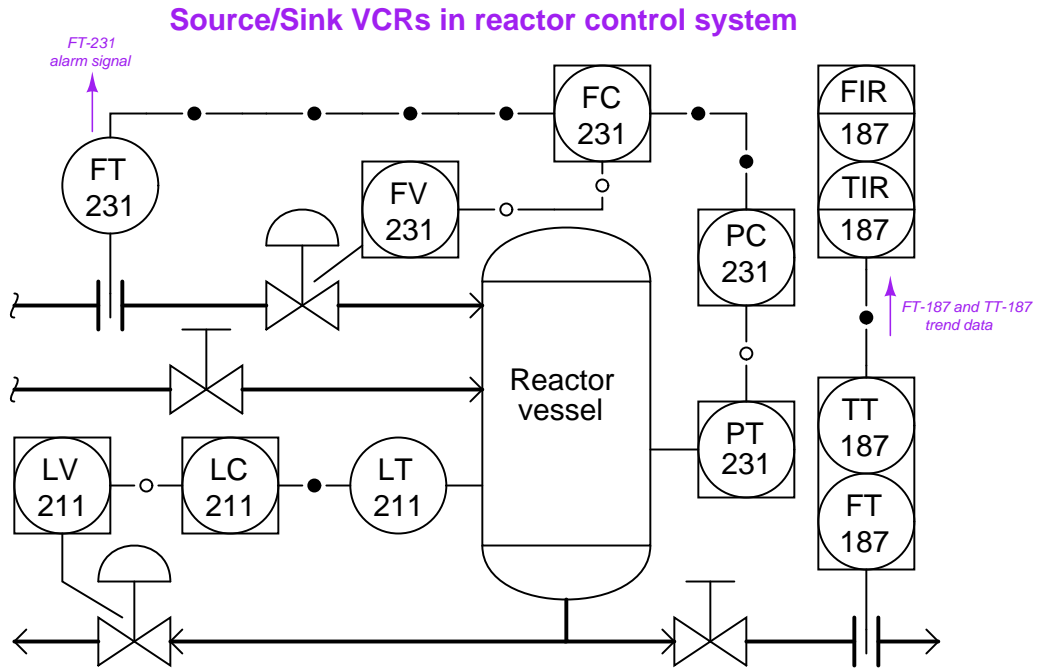 Source/Sink VCRs in reactor control system
FT-231
alarm signal
FC
231
FIR
187
FT
231
FV
231
TIR
187
PC
231
FT-187 and TT-187
trend data
Reactor
vessel
TT
187
PT
231
LV
211
LC
211
LT
211
FT
187